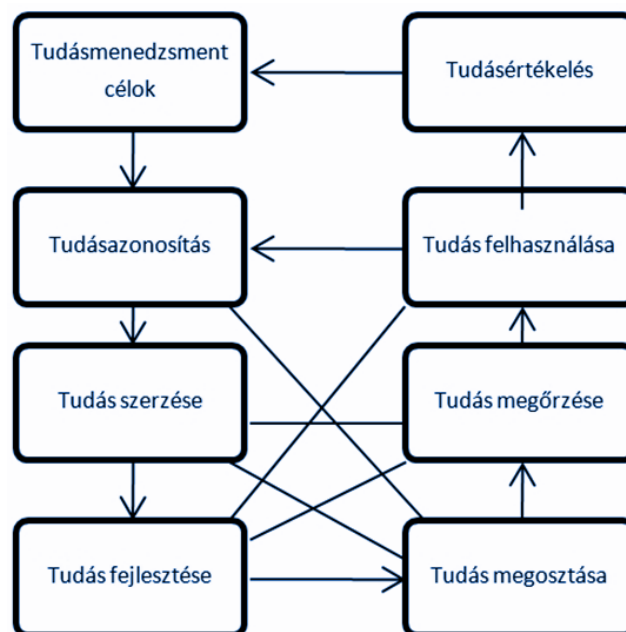 Tudásmenedzsment
célok
Tudásértékelés
Tudásazonosítás
Tudás felhasználása
Tudás szerzése
Tudás megőrzése
Tudás fejlesztése
Tudás megosztása